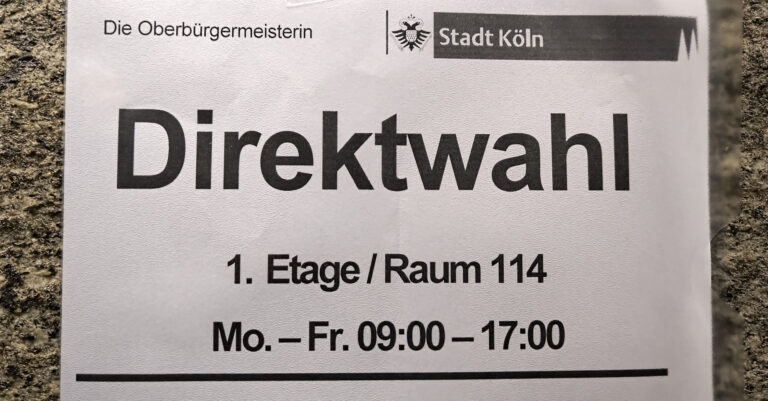 Die Oberbürgermeisterin
Stadt Köln
Direktwahl
1. Etage / Raum 114
Mo. – Fr. 09:00 – 17:00